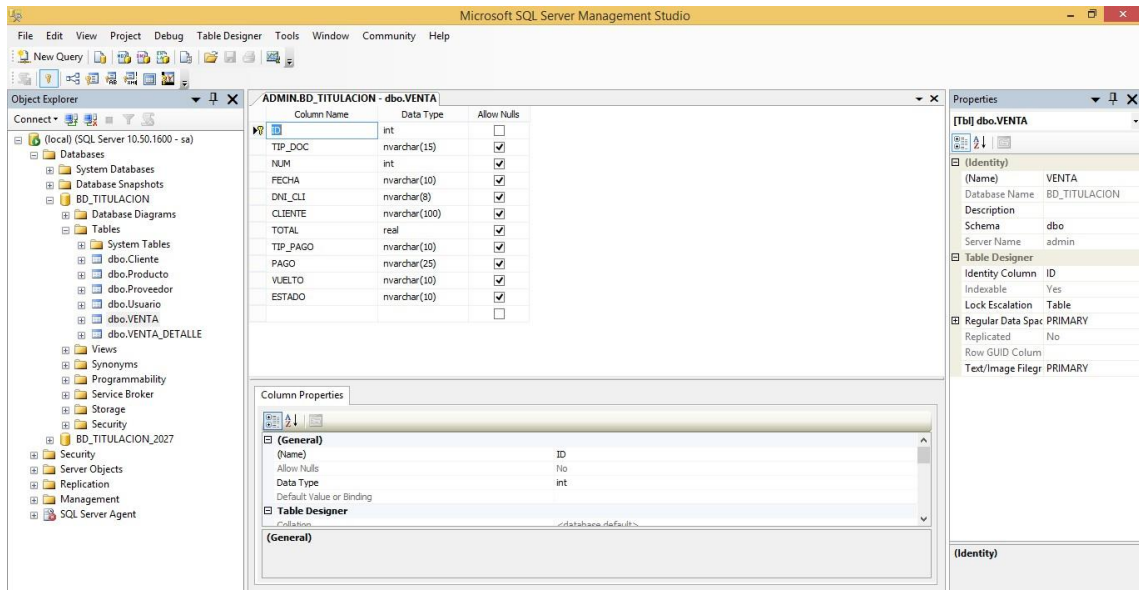 Microsoft SQL Server Management Studio
File Edit View Project Debug Table Designer Tools Window Community Help
New Query
Object Explorer
Connect
(local) (SQL Server 10.50.1600 - sa)
Databases
System Databases
Database Snapshots
BD_TITULACION
Database Diagrams
Tables
System Tables
dbo.Cliente
dbo.Producto
dbo.Proveedor
dbo.Usuario
dbo.VENTA
dbo.VENTA_DETALLE
Views
Synonyms
Programmability
Service Broker
Storage
Security
BD_TITULACION_2027
Security
Server Objects
Replication
Management
SQL Server Agent
ADMIN.BD_TITULACION - dbo.VENTA
Column Name Data Type Allow Nulls
ID int
TIP_DOC nvarchar(15)
NUM int
FECHA nvarchar(10)
DNI_CLI nvarchar(8)
CLIENTE nvarchar(100)
TOTAL real
TIP_PAGO nvarchar(10)
PAGO nvarchar(25)
VUELTO nvarchar(10)
ESTADO nvarchar(10)
Column Properties
(General)
(Name) ID
Allow Nulls No
Data Type int
Default Value or Binding
Table Designer
Collation <database default>
(General)
Properties
[Tbl] dbo.VENTA
(Identity)
(Name) VENTA
Database Name BD_TITULACION
Description
Schema dbo
Server Name admin
Table Designer
Identity Column ID
Indexable Yes
Lock Escalation Table
Regular Data Spac PRIMARY
Replicated No
Row GUID Colum
Text/Image Filegr PRIMARY
(Identity)